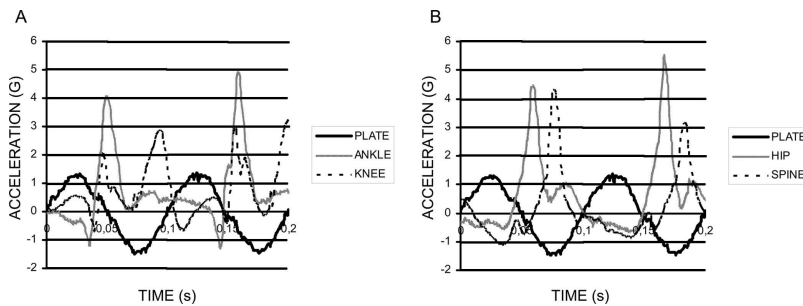 A
ACCELERATION (G)
6
5
4
3
2
1
0
-1
-2
0 0,05 0,1 0,15 0,2
TIME (s)
PLATE
ANKLE
KNEE
B
ACCELERATION (G)
6
5
4
3
2
1
0
-1
-2
0 0,05 0,1 0,15 0,2
TIME (s)
PLATE
HIP
SPINE